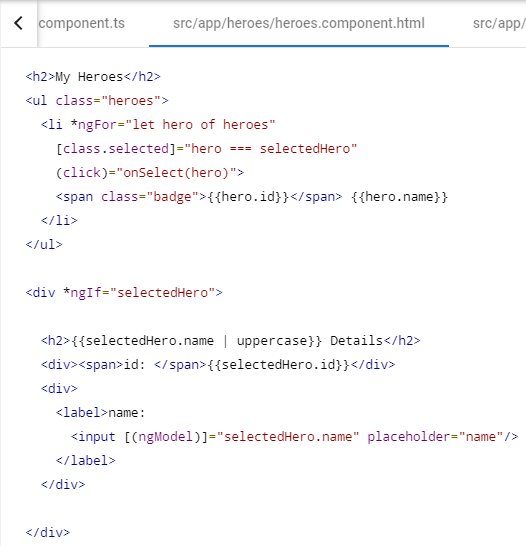 component.ts src/app/heroes/heroes.component.html src/app/
<h2>My Heroes</h2>
<ul class="heroes">
  <li *ngFor="let hero of heroes"
    [class.selected]="hero === selectedHero"
    (click)="onSelect(hero)">
    <span class="badge">{{hero.id}}</span> {{hero.name}}
  </li>
</ul>
<div *ngIf="selectedHero">
  <h2>{{selectedHero.name | uppercase}} Details</h2>
  <div><span>id: </span>{{selectedHero.id}}</div>
  <div>
    <label>name:
      <input [(ngModel)]="selectedHero.name" placeholder="name"/>
    </label>
  </div>
</div>